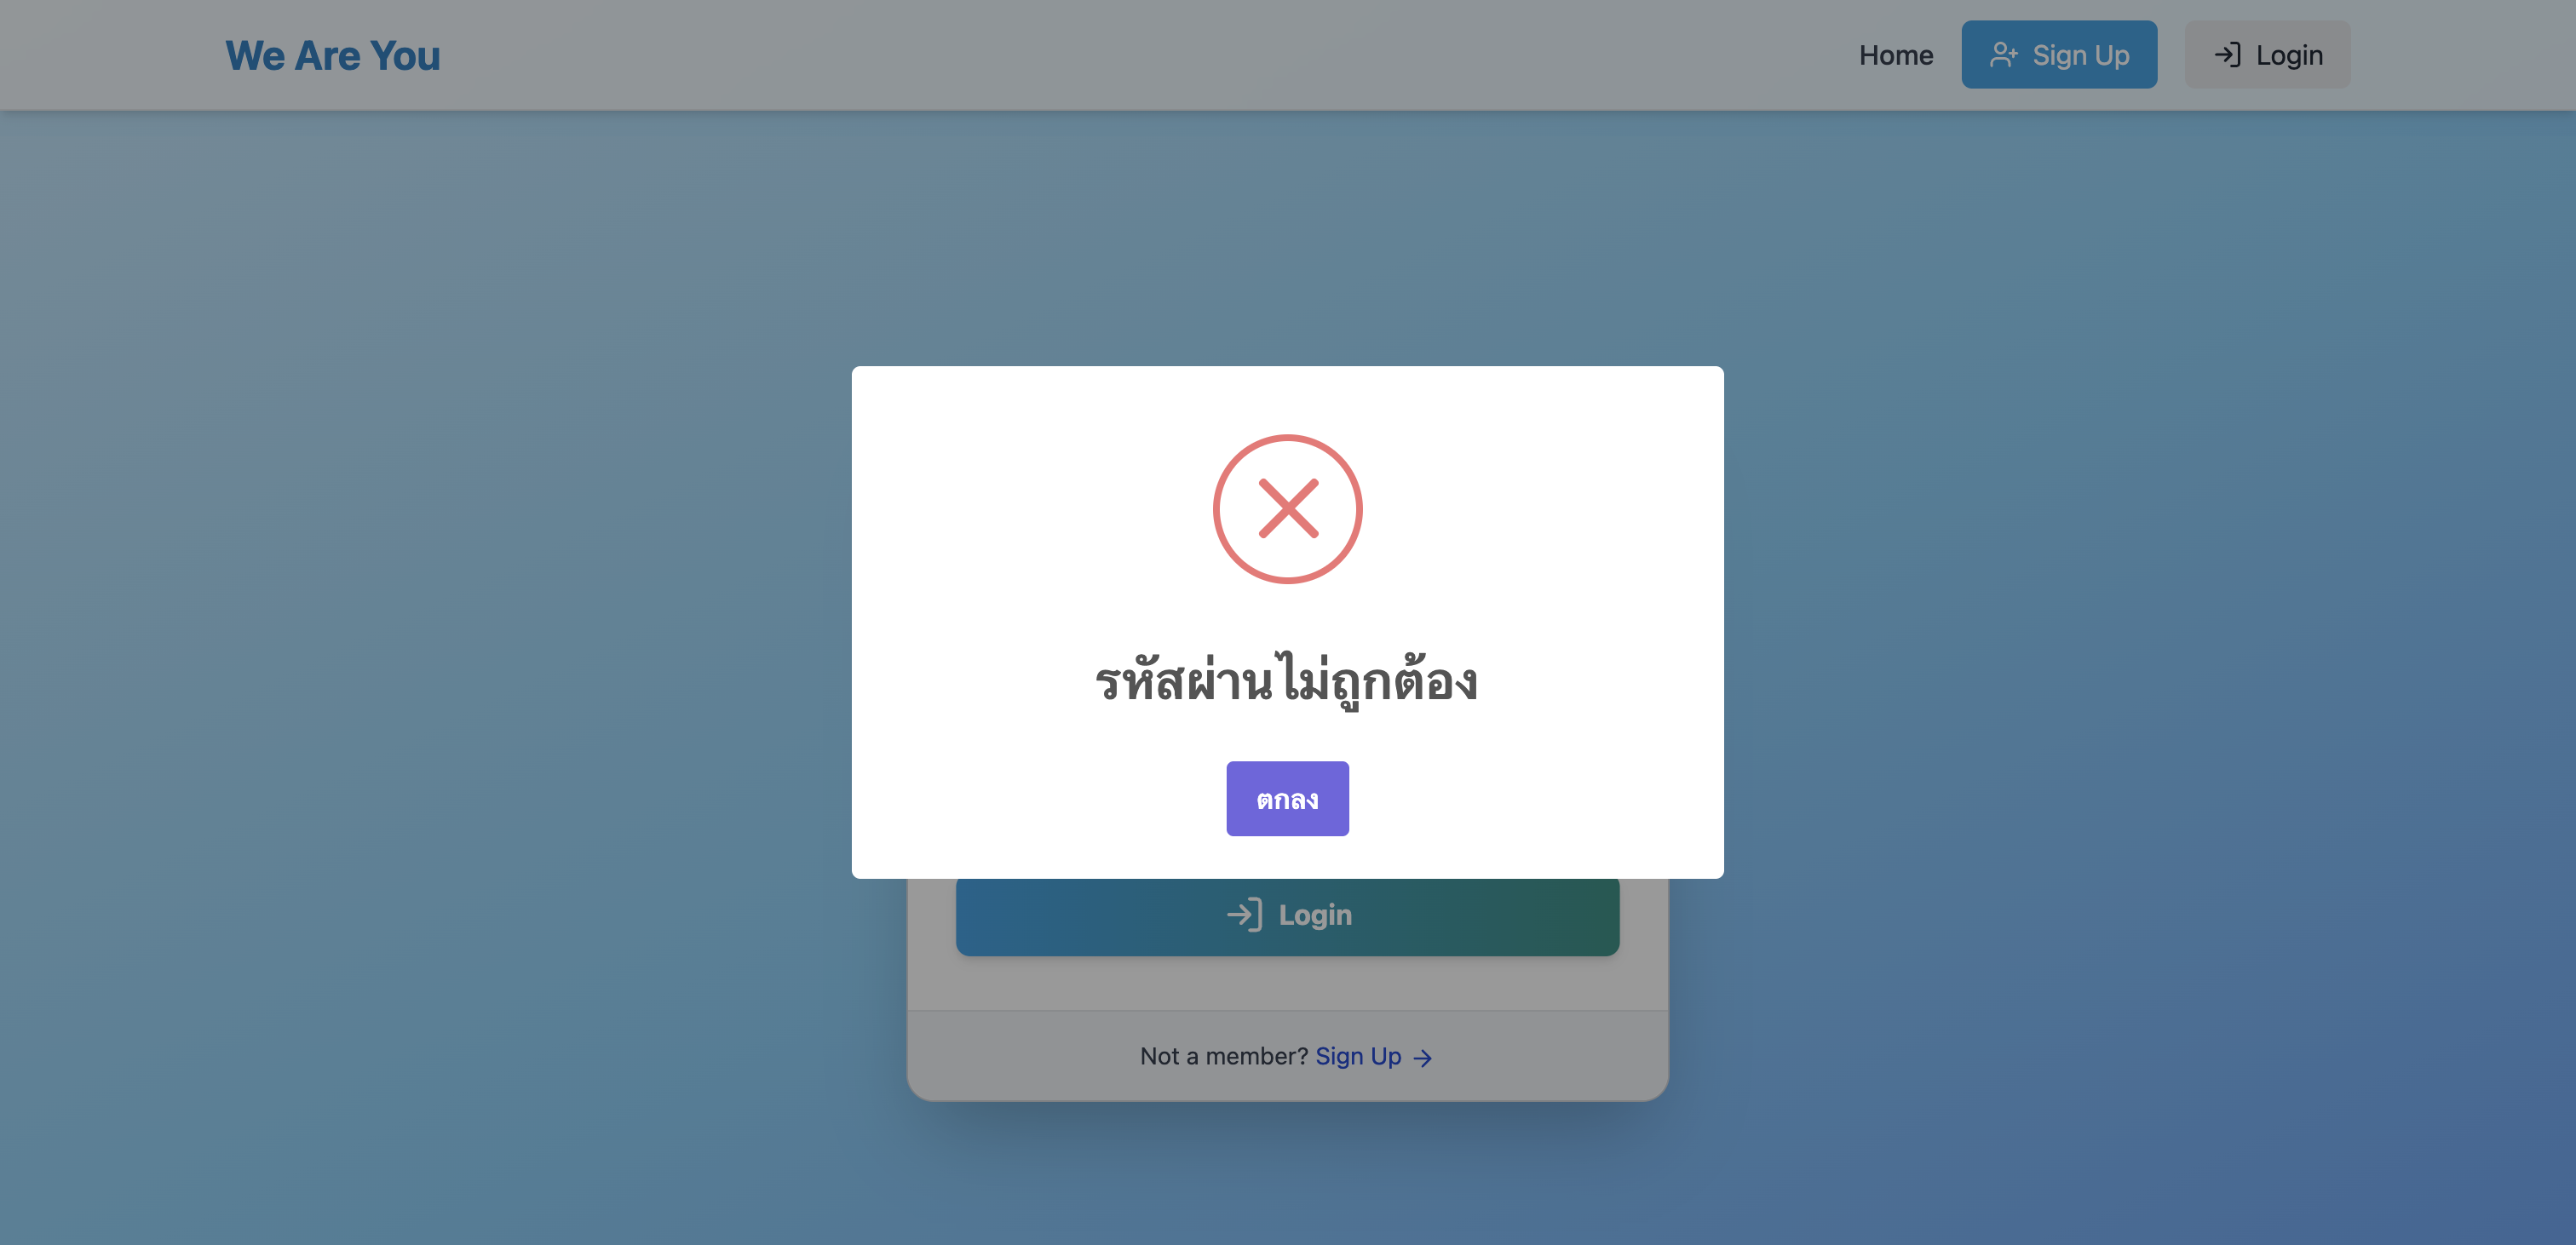 We Are You
Home
Sign Up
Login
รหัสผ่านไม่ถูกต้อง
ตกลง
Login
Not a member? Sign Up →